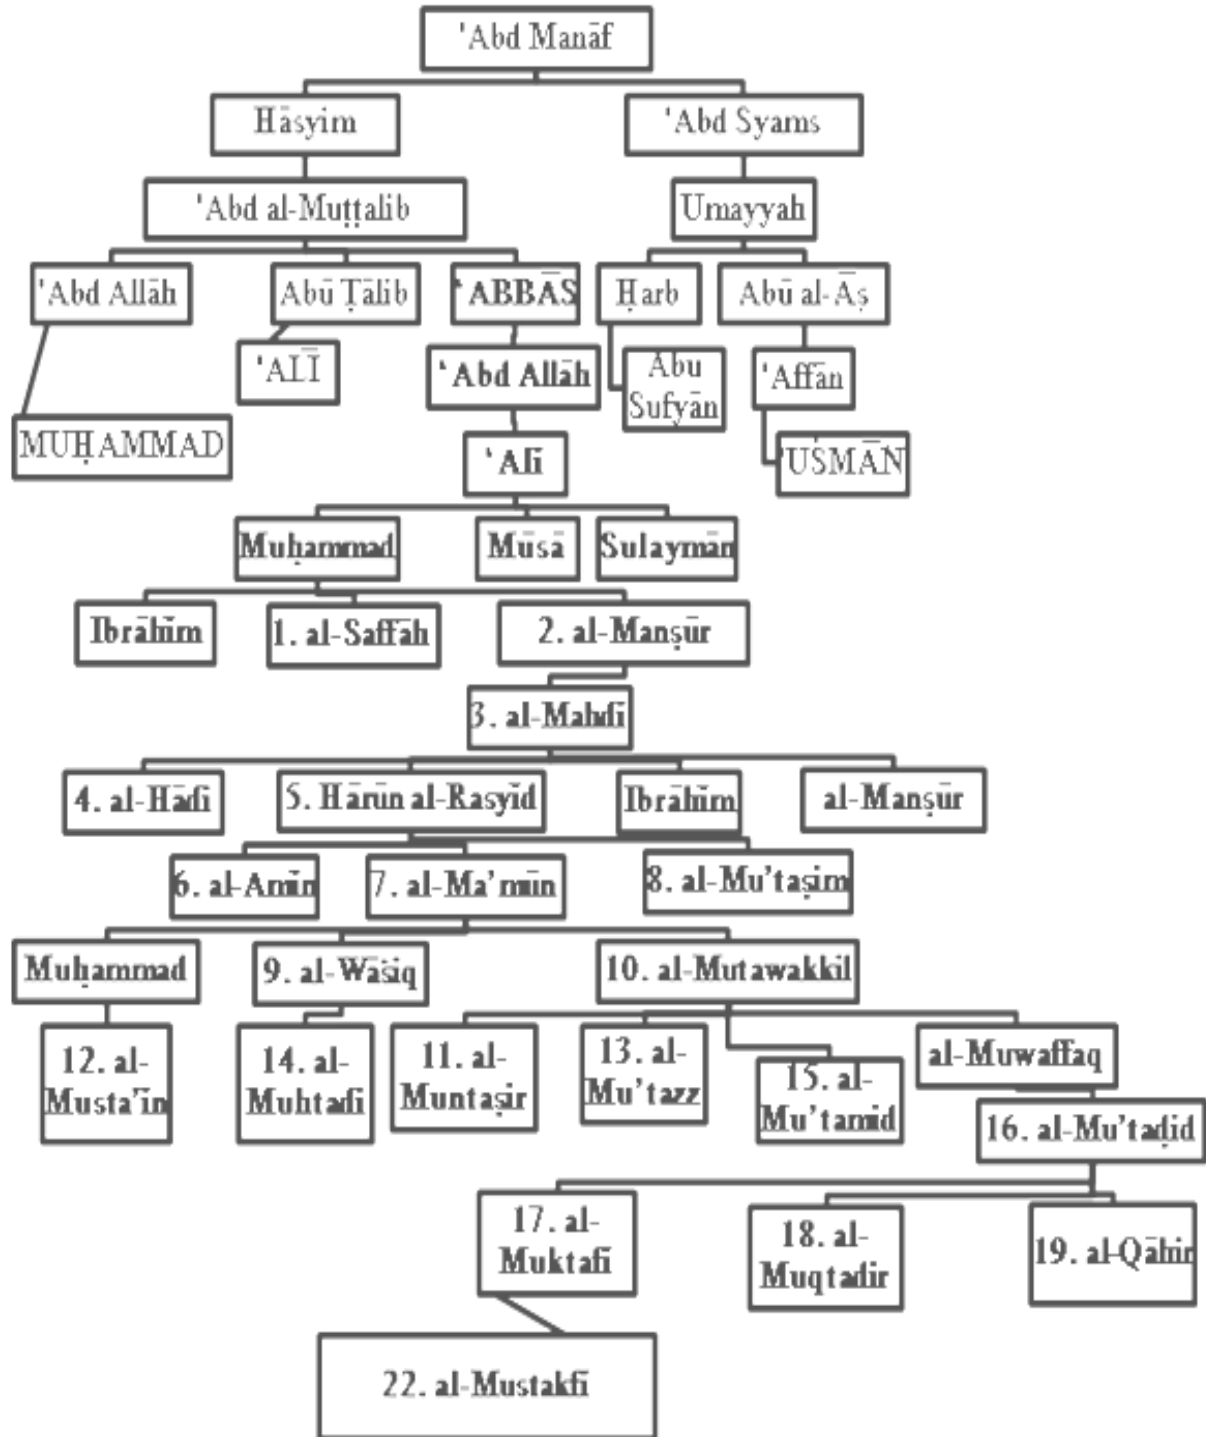 'Abd Manāf
Hāsyim
'Abd Syams
'Abd al-Muṭṭalib
Umayyah
'Abd Allāh
Abū Ṭālib
'ABBĀS
Ḥarb
Abū al-Āṣ
'ALĪ
'Abd Allāh
Abu
Sufyān
'Affān
MUḤAMMAD
'Alī
'UṠMĀN
Muḥammad
Mūsā
Sulaymān
Ibrāhīm
1. al-Saffāh
2. al-Manṣūr
3. al-Mahdī
4. al-Hādī
5. Hārūn al-Rasyīd
Ibrāhīm
al-Manṣūr
6. al-Amīn
7. al-Ma'mūn
8. al-Mu'taṣim
Muḥammad
9. al-Wāṡiq
10. al-Mutawakkil
12. al-
Musta'īn
14. al-
Muhtadī
11. al-
Muntaṣir
13. al-
Mu'tazz
15. al-
Mu'tamid
al-Muwaffaq
16. al-Mu'taḍid
17. al-
Muktafī
18. al-
Muqtadir
19. al-Qāhir
22. al-Mustakfī